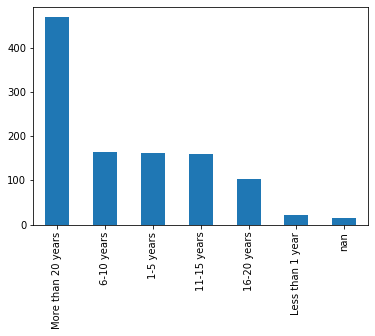 400
300
200
100
0
More than 20 years
6-10 years
1-5 years
11-15 years
16-20 years
Less than 1 year
nan